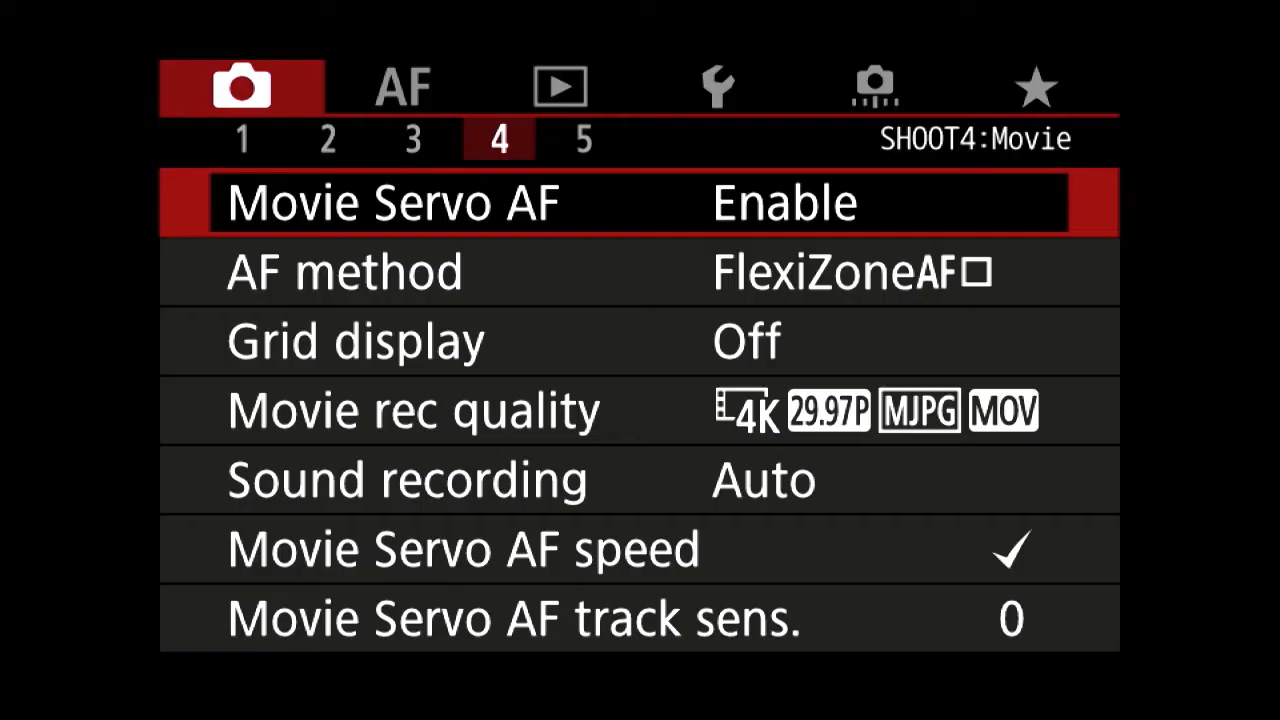 AF
1 2 3 4 5 SHOOT4:Movie
Movie Servo AF Enable
AF method FlexiZoneAF□
Grid display Off
Movie rec quality 4K 29.97P MJPG MOV
Sound recording Auto
Movie Servo AF speed ✓
Movie Servo AF track sens. 0